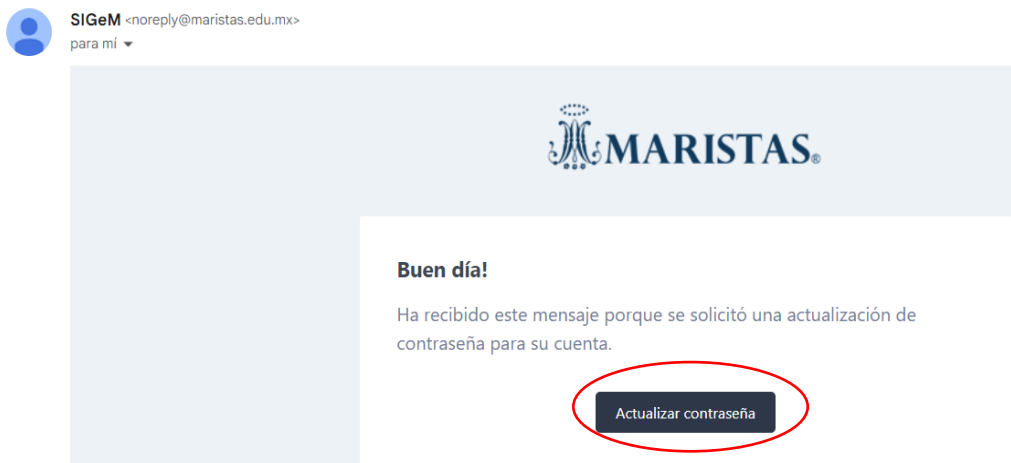 SIGeM <noreply@maristas.edu.mx>
para mí
MARISTAS®
Buen día!
Ha recibido este mensaje porque se solicitó una actualización de
contraseña para su cuenta.
Actualizar contraseña